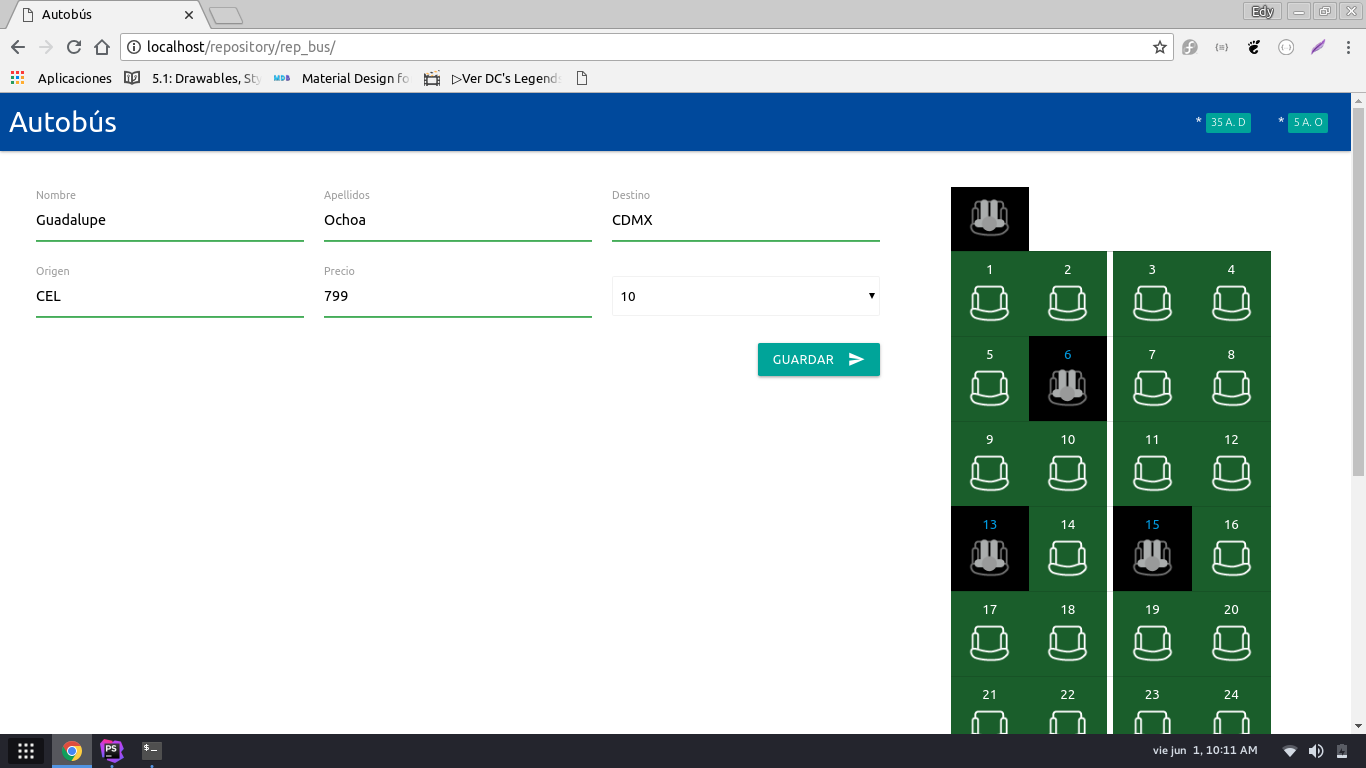 Autobús
Edy
localhost/repository/rep_bus/
Aplicaciones 5.1: Drawables, Sty MDB Material Design fo ▷Ver DC's Legends
Autobús * 35 A. D * 5 A. O
Nombre Apellidos Destino
Guadalupe Ochoa CDMX
Origen Precio
CEL 799 10
GUARDAR
1 2 3 4
5 6 7 8
9 10 11 12
13 14 15 16
17 18 19 20
21 22 23 24
PS $_ vie jun 1, 10:11 AM